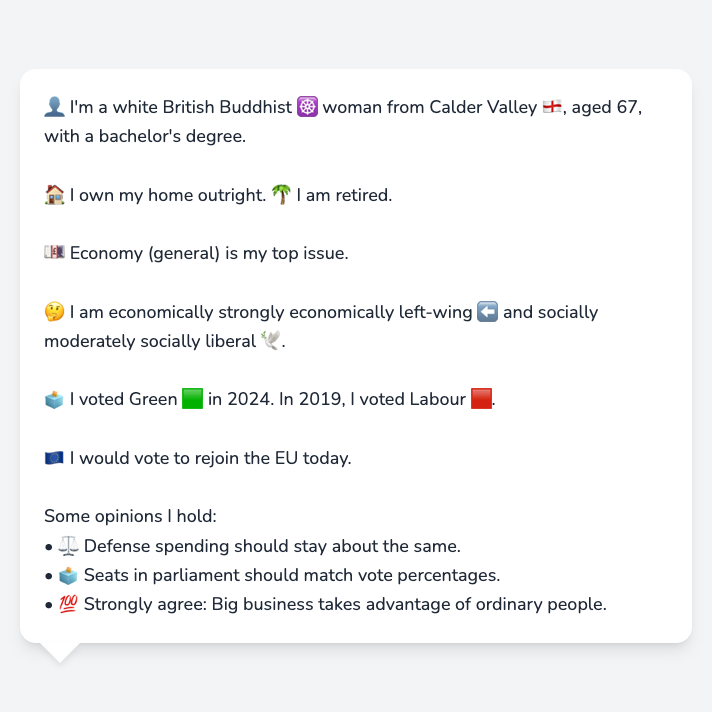 👤 I'm a white British Buddhist ☸️ woman from Calder Valley 🏴󠁧󠁢󠁥󠁮󠁧󠁿, aged 67,
with a bachelor's degree.
🏠 I own my home outright. 🌴 I am retired.
💷 Economy (general) is my top issue.
🤔 I am economically strongly economically left-wing ⬅️ and socially
moderately socially liberal 🕊️.
🗳️ I voted Green 🟩 in 2024. In 2019, I voted Labour 🟥.
🇪🇺 I would vote to rejoin the EU today.
Some opinions I hold:
• ⚖️ Defense spending should stay about the same.
• 🗳️ Seats in parliament should match vote percentages.
• 💯 Strongly agree: Big business takes advantage of ordinary people.